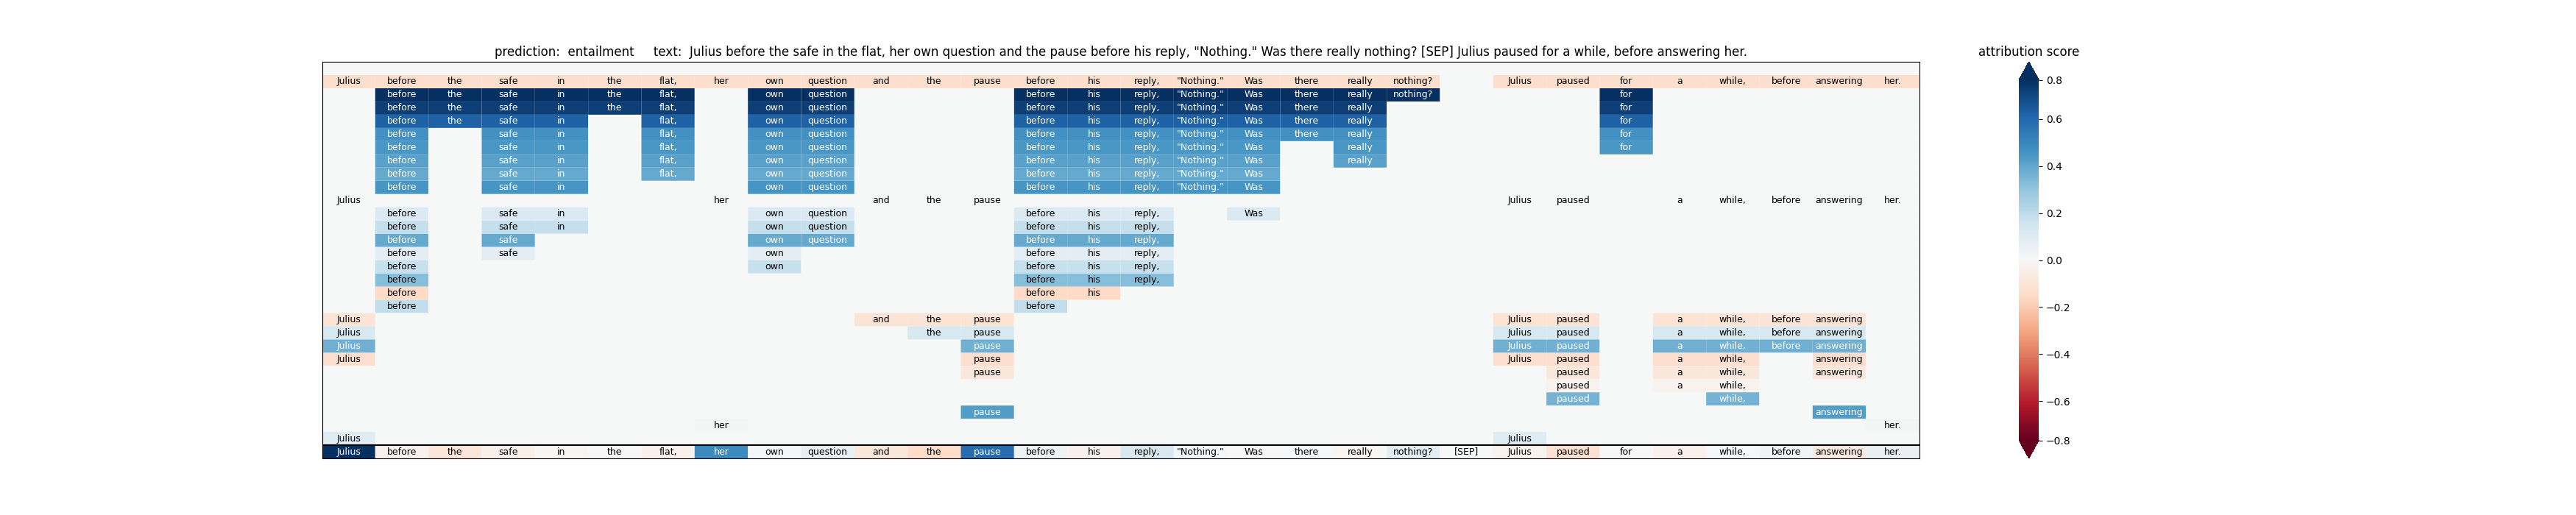 prediction: entailment text: Julius before the safe in the flat, her own question and the pause before his reply, "Nothing." Was there really nothing? [SEP] Julius paused for a while, before answering her.
attribution score
Julius before the safe in the flat, her own question and the pause before his reply, "Nothing." Was there really nothing? Julius paused for a while, before answering her.
before the safe in the flat, own question before his reply, "Nothing." Was there really nothing? for
before the safe in the flat, own question before his reply, "Nothing." Was there really for
before the safe in flat, own question before his reply, "Nothing." Was there really for
before safe in flat, own question before his reply, "Nothing." Was there really for
before safe in flat, own question before his reply, "Nothing." Was really for
before safe in flat, own question before his reply, "Nothing." Was really
before safe in flat, own question before his reply, "Nothing." Was
before safe in own question before his reply, "Nothing." Was
Julius her and the pause Julius paused a while, before answering her.
before safe in own question before his reply, Was
before safe in own question before his reply,
before safe own question before his reply,
before safe own before his reply,
before own before his reply,
before before his reply,
before before his
before before
Julius and the pause Julius paused a while, before answering
Julius the pause Julius paused a while, before answering
Julius pause Julius paused a while, before answering
Julius pause Julius paused a while, answering
pause paused a while, answering
paused a while,
paused while,
pause answering
her her.
Julius Julius
Julius before the safe in the flat, her own question and the pause before his reply, "Nothing." Was there really nothing? [SEP] Julius paused for a while, before answering her.
0.8
0.6
0.4
0.2
0.0
−0.2
−0.4
−0.6
−0.8